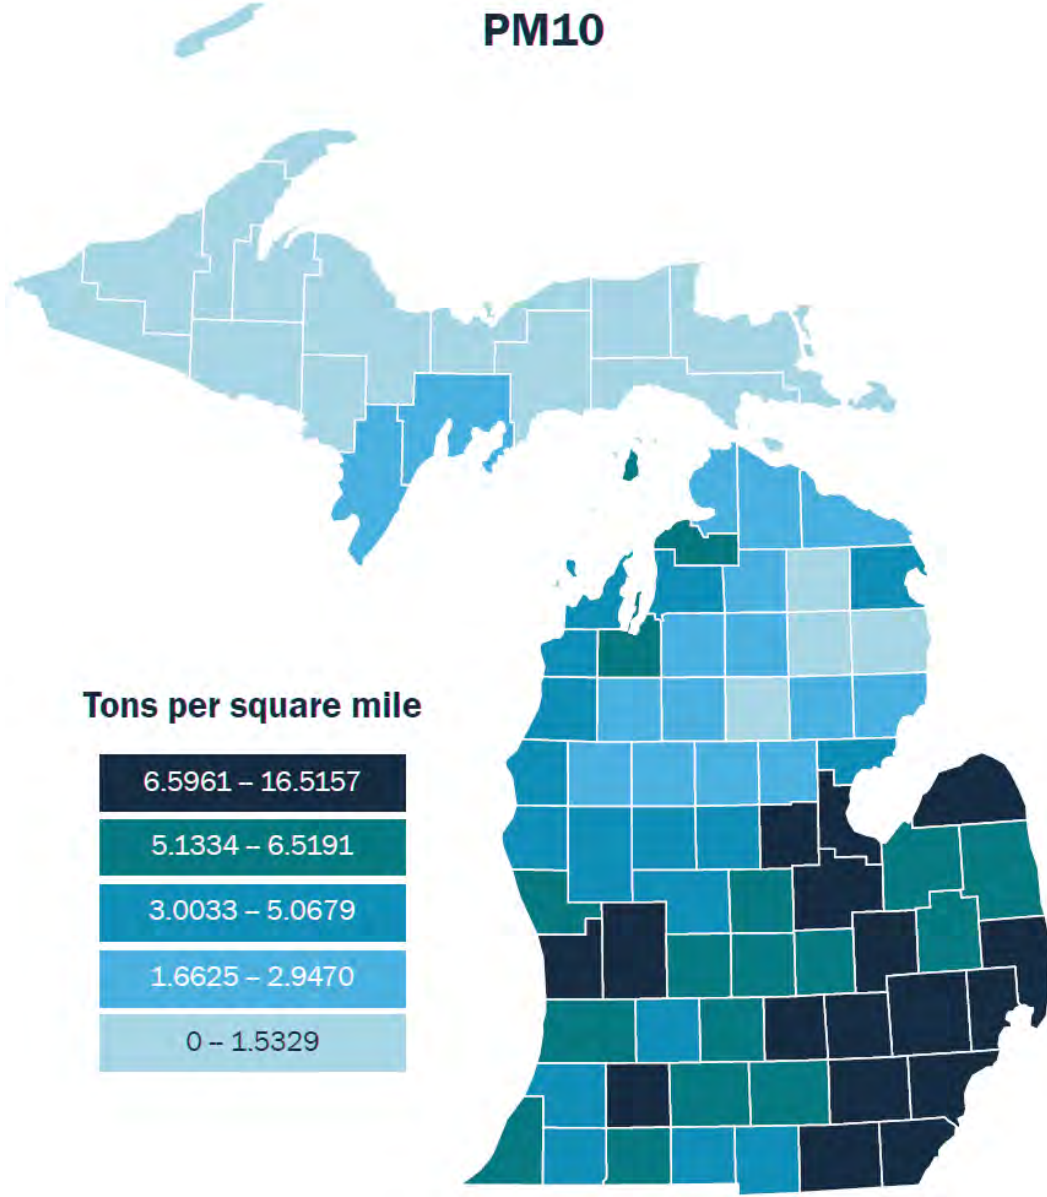 PM10
Tons per square mile
6.5961 – 16.5157
5.1334 – 6.5191
3.0033 – 5.0679
1.6625 – 2.9470
0 – 1.5329